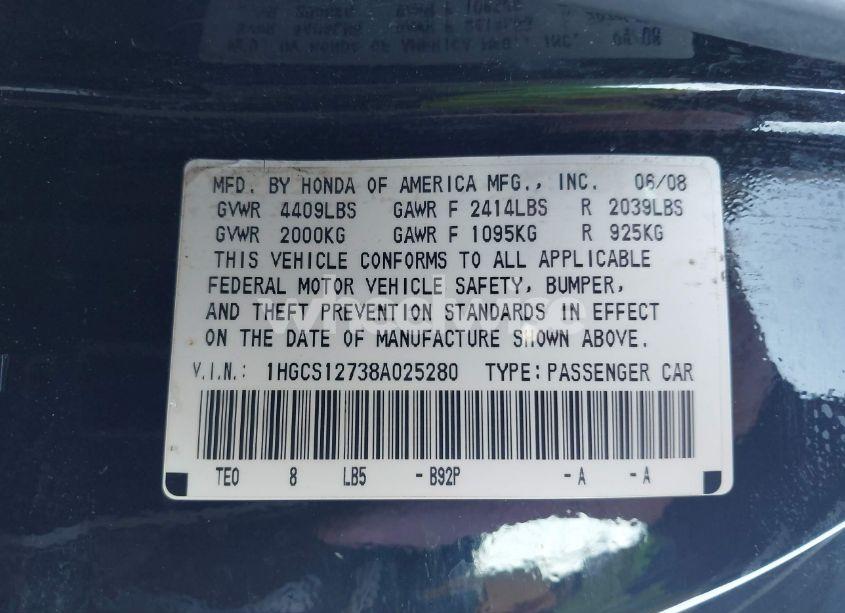 MFD. BY HONDA OF AMERICA MFG., INC. 06/08
GVWR 4409LBS GAWR F 2414LBS R 2039LBS
GVWR 2000KG GAWR F 1095KG R 925KG
THIS VEHICLE CONFORMS TO ALL APPLICABLE
FEDERAL MOTOR VEHICLE SAFETY, BUMPER,
AND THEFT PREVENTION STANDARDS IN EFFECT
ON THE DATE OF MANUFACTURE SHOWN ABOVE.
V.I.N.: 1HGCS12738A025280 TYPE: PASSENGER CAR
TE0 8 LB5 - B92P - A - A